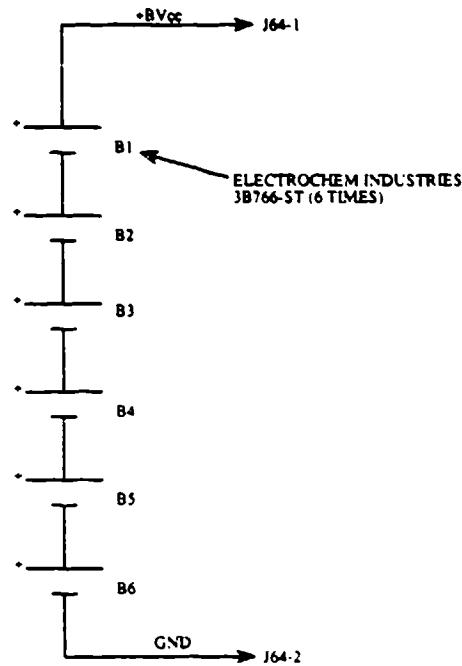 +BVcc
J64-1
+
B1
ELECTROCHEM INDUSTRIES
3B766-ST (6 TIMES)
+
B2
+
B3
+
B4
+
B5
+
B6
GND
J64-2